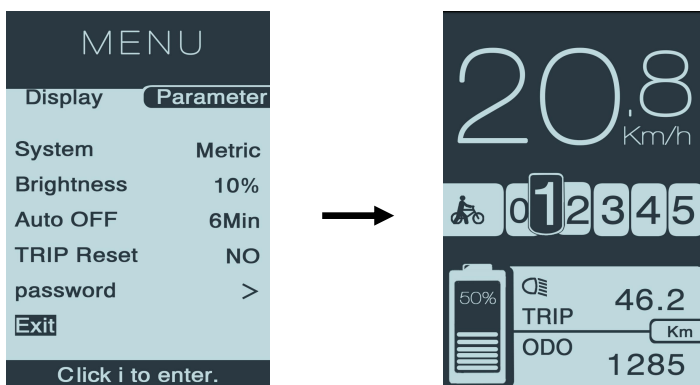 MENU
Display Parameter
System Metric
Brightness 10%
Auto OFF 6Min
TRIP Reset NO
password >
Exit
Click i to enter.
20.8
Km/h
0 1 2 3 4 5
50%
TRIP 46.2
Km
ODO 1285